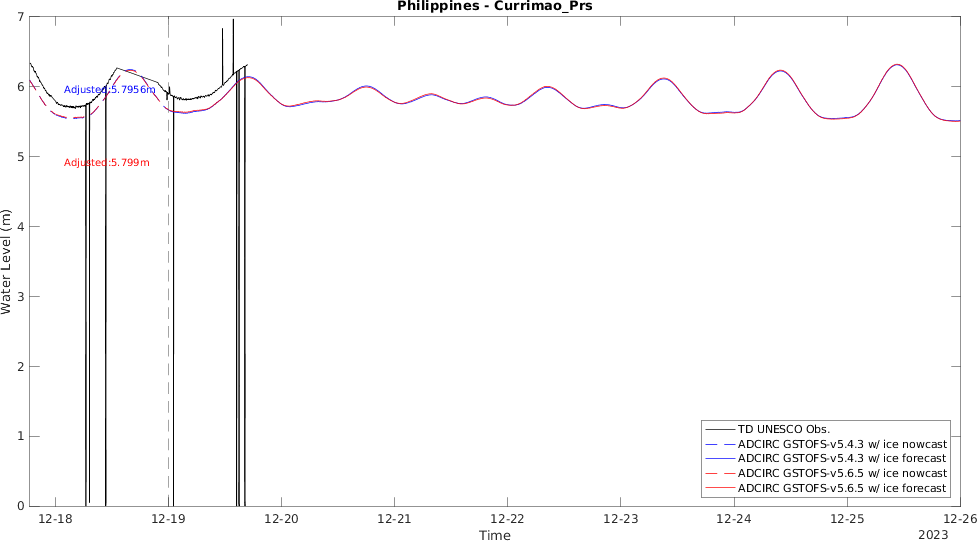 Philippines - Currimao_Prs
7
6
5
4
3
2
1
0
Water Level (m)
Adjusted:5.7956m
Adjusted:5.799m
TD UNESCO Obs.
ADCIRC GSTOFS-v5.4.3 w/ ice nowcast
ADCIRC GSTOFS-v5.4.3 w/ ice forecast
ADCIRC GSTOFS-v5.6.5 w/ ice nowcast
ADCIRC GSTOFS-v5.6.5 w/ ice forecast
12-18 12-19 12-20 12-21 12-22 12-23 12-24 12-25 12-26
Time
2023